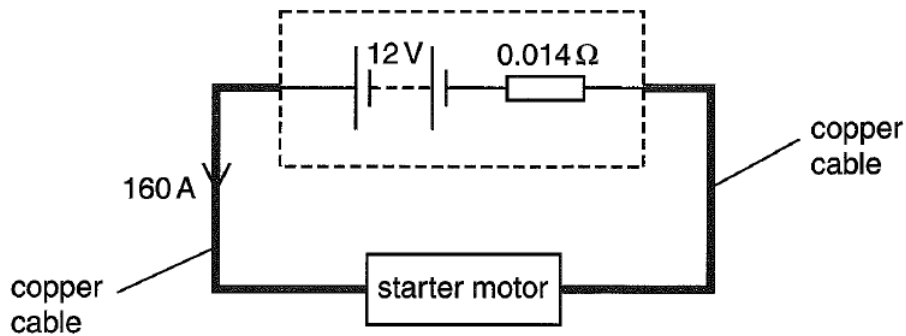 12 V
0.014 Ω
copper
cable
160 A
starter motor
copper
cable